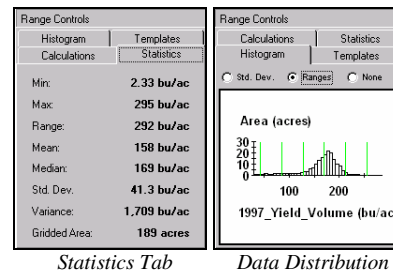 Range Controls
Histogram Templates
Calculations Statistics
Min: 2.33 bu/ac
Max: 295 bu/ac
Range: 292 bu/ac
Mean: 158 bu/ac
Median: 169 bu/ac
Std. Dev. 41.3 bu/ac
Variance: 1,709 bu/ac
Gridded Area: 189 acres
Statistics Tab
Range Controls
Calculations Statistics
Histogram Templates
Std. Dev. Ranges None
Area (acres)
30
20
10
0
100 200
1997_Yield_Volume (bu/ac
Data Distribution